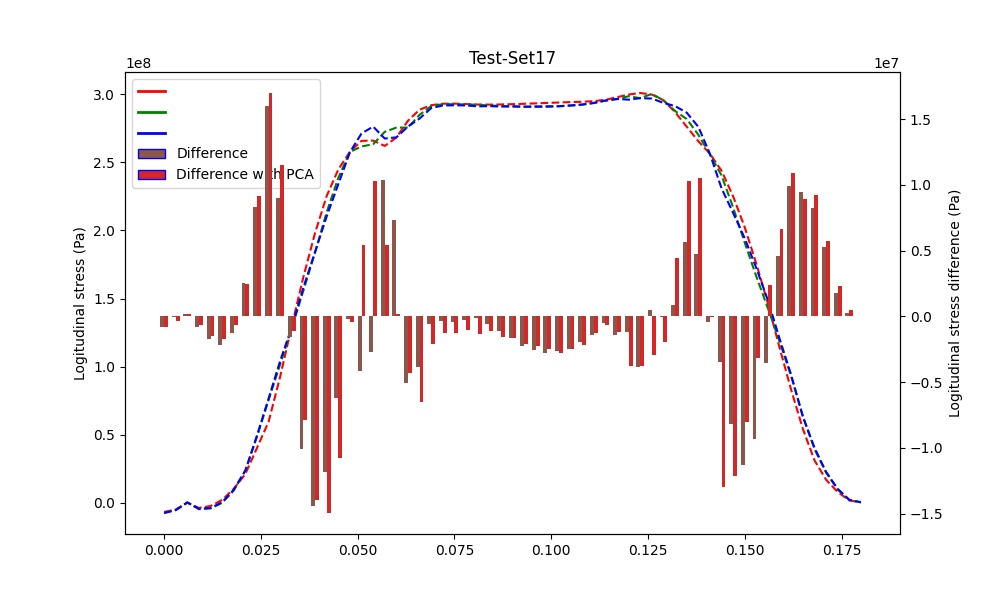 Test-Set17
1e8
1e7
Difference
Difference with PCA
3.0
2.5
2.0
1.5
1.0
0.5
0.0
Logitudinal stress (Pa)
1.5
1.0
0.5
0.0
−0.5
−1.0
−1.5
Logitudinal stress difference (Pa)
0.000 0.025 0.050 0.075 0.100 0.125 0.150 0.175